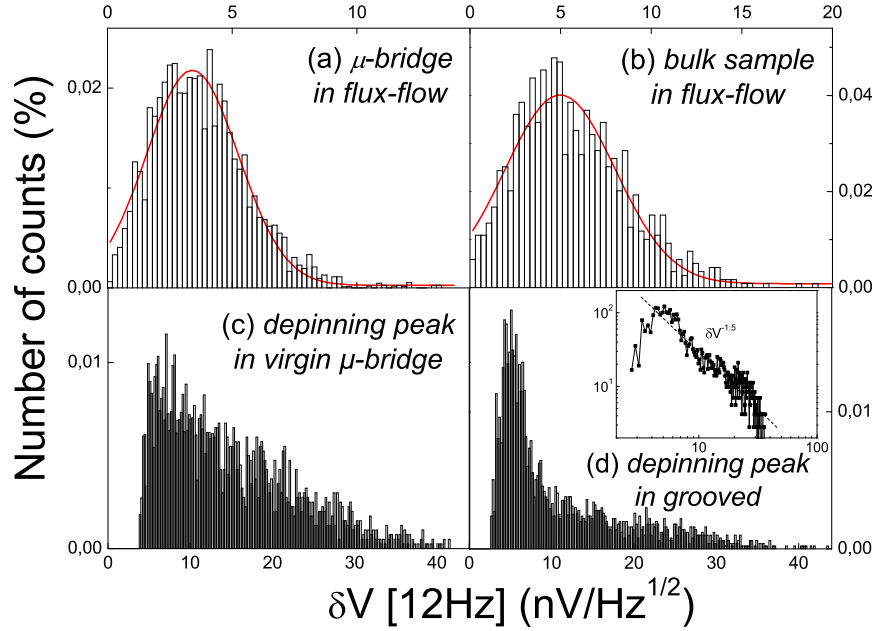 0 5 10
0 5 10 15 20
Number of counts (%)
0,02
0,00
0,01
0,00
(a) μ-bridge
in flux-flow
(b) bulk sample
in flux-flow
0,04
0,02
0,00
(c) depinning peak
in virgin μ-bridge
10²
10¹
δV⁻¹·⁵
10 100
0,01
0,00
(d) depinning peak
in grooved
0 10 20 30 40
0 10 20 30 40
δV [12Hz] (nV/Hz^1/2)